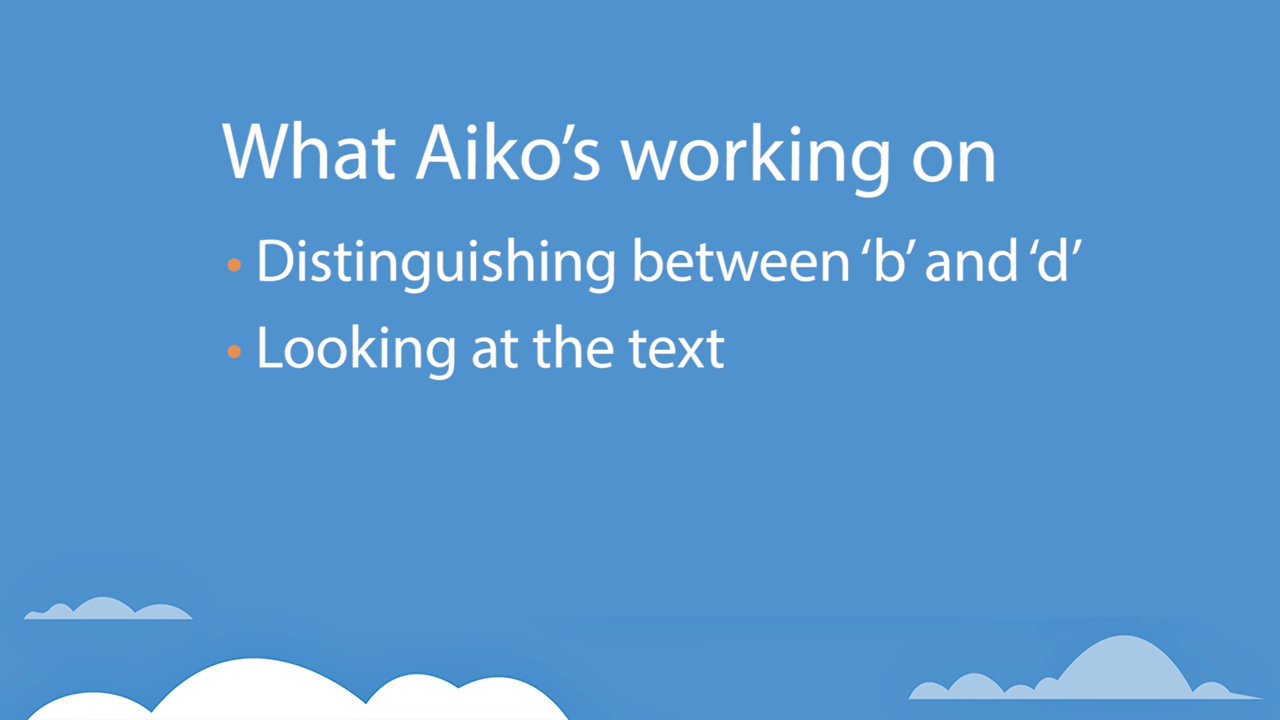 What Aiko’s working on
• Distinguishing between ‘b’ and ‘d’
• Looking at the text